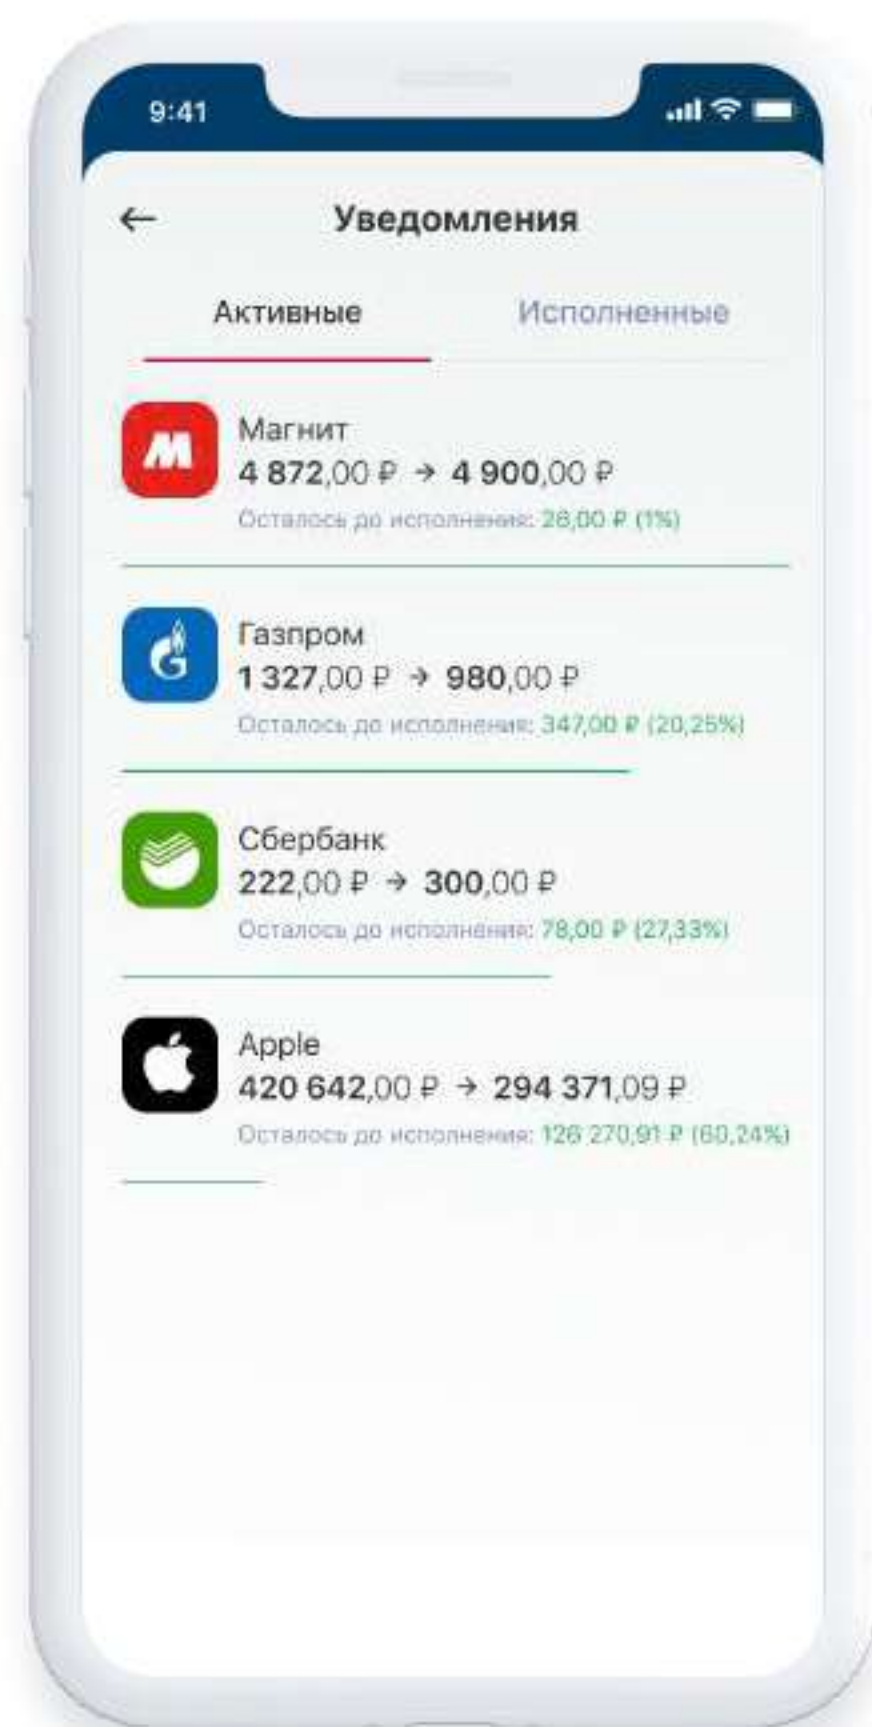 9:41
Уведомления
Активные Исполненные
Магнит
4 872,00 ₽ → 4 900,00 ₽
Осталось до исполнения: 28,00 ₽ (1%)
Газпром
1 327,00 ₽ → 980,00 ₽
Осталось до исполнения: 347,00 ₽ (20,25%)
Сбербанк
222,00 ₽ → 300,00 ₽
Осталось до исполнения: 78,00 ₽ (27,33%)
Apple
420 642,00 ₽ → 294 371,09 ₽
Осталось до исполнения: 126 270,91 ₽ (60,24%)